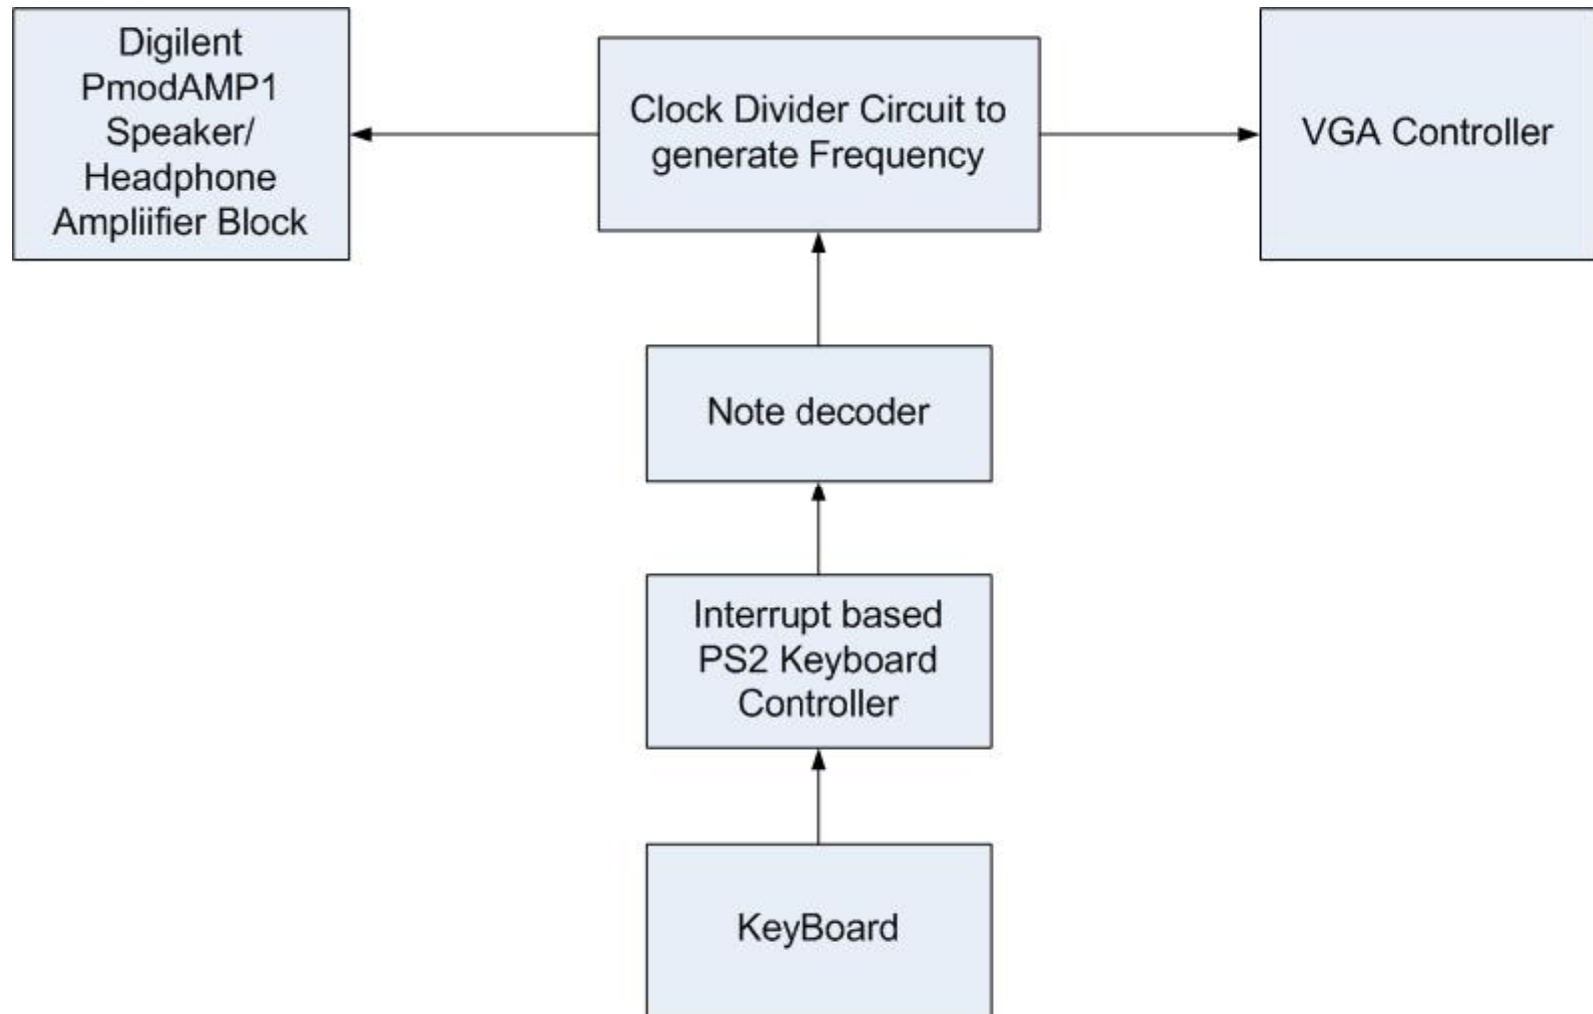 Digilent
PmodAMP1
Speaker/
Headphone
Ampliifier Block
Clock Divider Circuit to
generate Frequency
VGA Controller
Note decoder
Interrupt based
PS2 Keyboard
Controller
KeyBoard